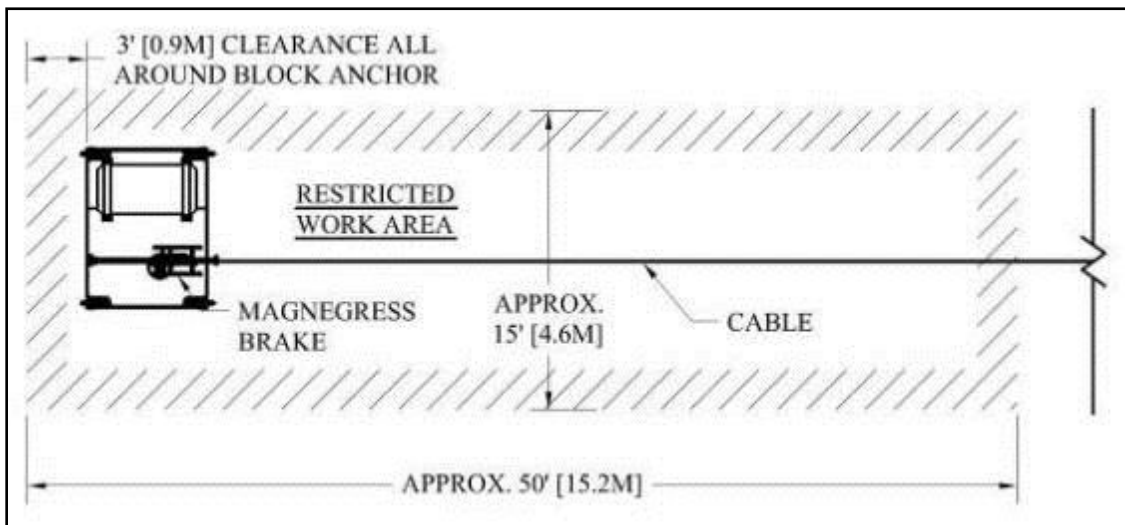 3' [0.9M] CLEARANCE ALL
AROUND BLOCK ANCHOR
RESTRICTED
WORK AREA
MAGNEGRESS
BRAKE
APPROX.
15' [4.6M]
CABLE
APPROX. 50' [15.2M]